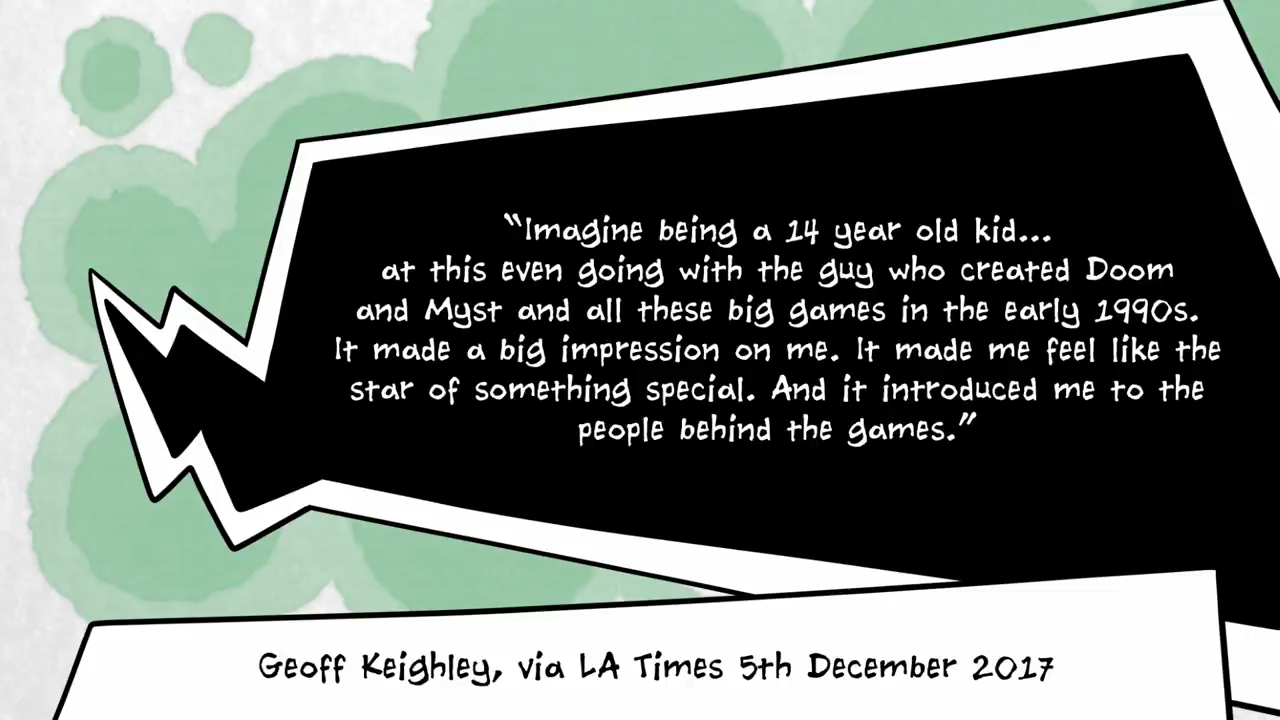 “Imagine being a 14 year old kid...
at this even going with the guy who created Doom
and Myst and all these big games in the early 1990s.
It made a big impression on me. It made me feel like the
star of something special. And it introduced me to the
people behind the games.”
Geoff Keighley, via LA Times 5th December 2017